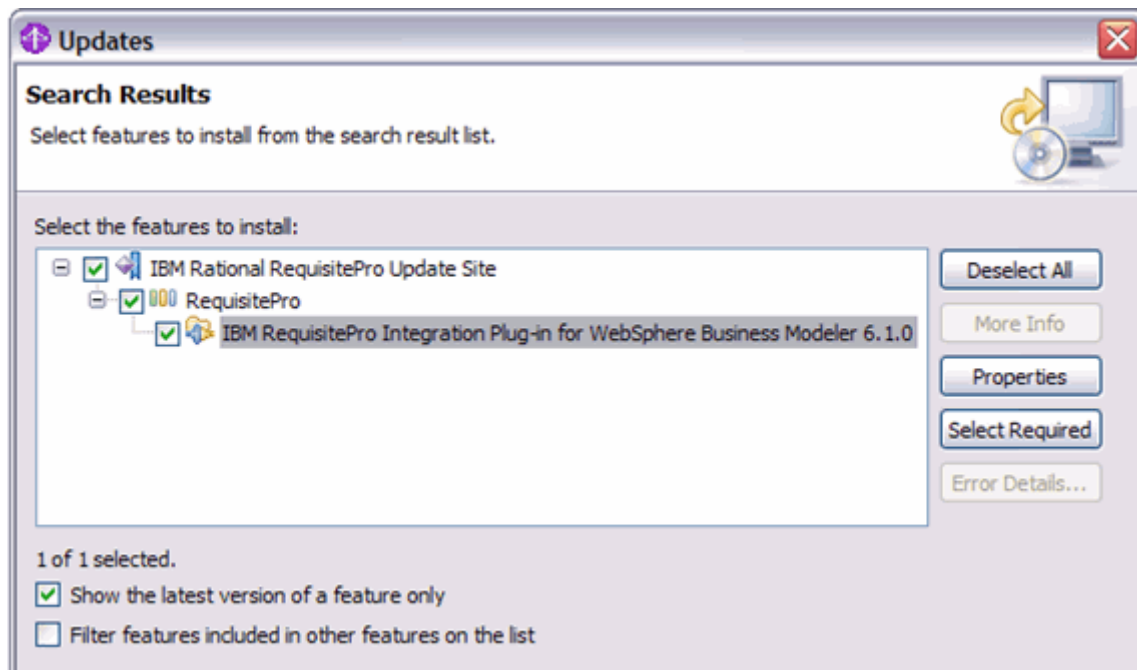 Updates
Search Results
Select features to install from the search result list.
Select the features to install:
IBM Rational RequisitePro Update Site
RequisitePro
IBM RequisitePro Integration Plug-in for WebSphere Business Modeler 6.1.0
Deselect All
More Info
Properties
Select Required
Error Details...
1 of 1 selected.
Show the latest version of a feature only
Filter features included in other features on the list